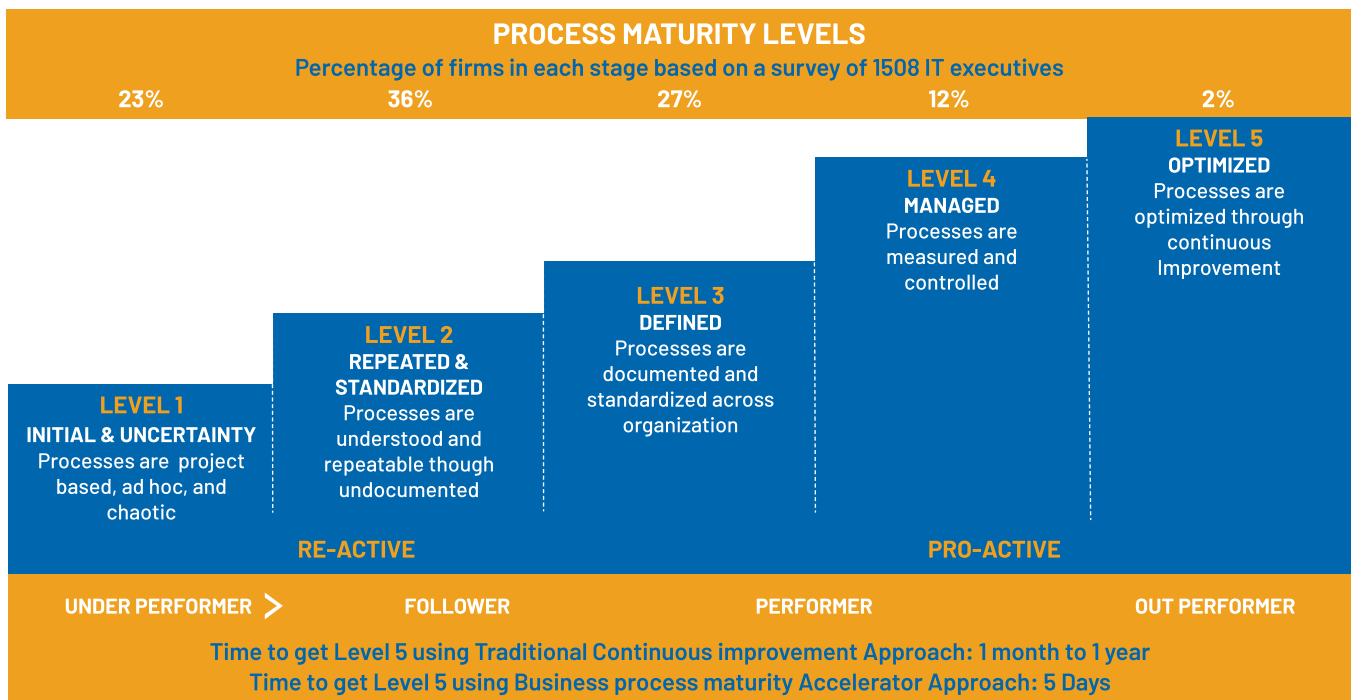 PROCESS MATURITY LEVELS
Percentage of firms in each stage based on a survey of 1508 IT executives
23%
36%
27%
12%
2%
LEVEL 1
INITIAL & UNCERTAINTY
Processes are project
based, ad hoc, and
chaotic
LEVEL 2
REPEATED &
STANDARDIZED
Processes are
understood and
repeatable though
undocumented
LEVEL 3
DEFINED
Processes are
documented and
standardized across
organization
LEVEL 4
MANAGED
Processes are
measured and
controlled
LEVEL 5
OPTIMIZED
Processes are
optimized through
continuous
Improvement
RE-ACTIVE
PRO-ACTIVE
UNDER PERFORMER >
FOLLOWER
PERFORMER
OUT PERFORMER
Time to get Level 5 using Traditional Continuous improvement Approach: 1 month to 1 year
Time to get Level 5 using Business process maturity Accelerator Approach: 5 Days